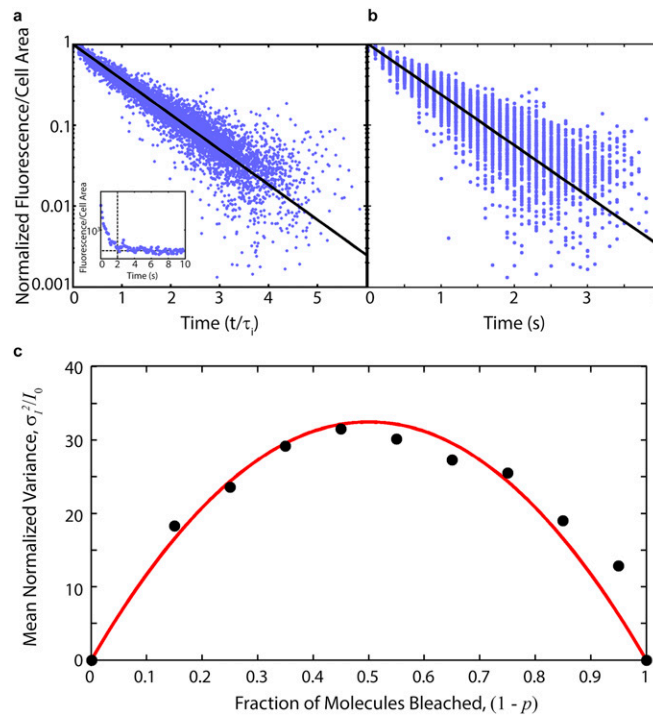 a
b
Normalized Fluorescence/Cell Area
1
0.1
0.01
0.001
0 1 2 3 4 5
Time (t/τi)
Fluorescence/Cell Area
0 2 4 6 8 10
Time (s)
0 1 2 3
Time (s)
c
Mean Normalized Variance, σI²/I0
40
30
20
10
0
0 0.1 0.2 0.3 0.4 0.5 0.6 0.7 0.8 0.9 1
Fraction of Molecules Bleached, (1 - p)